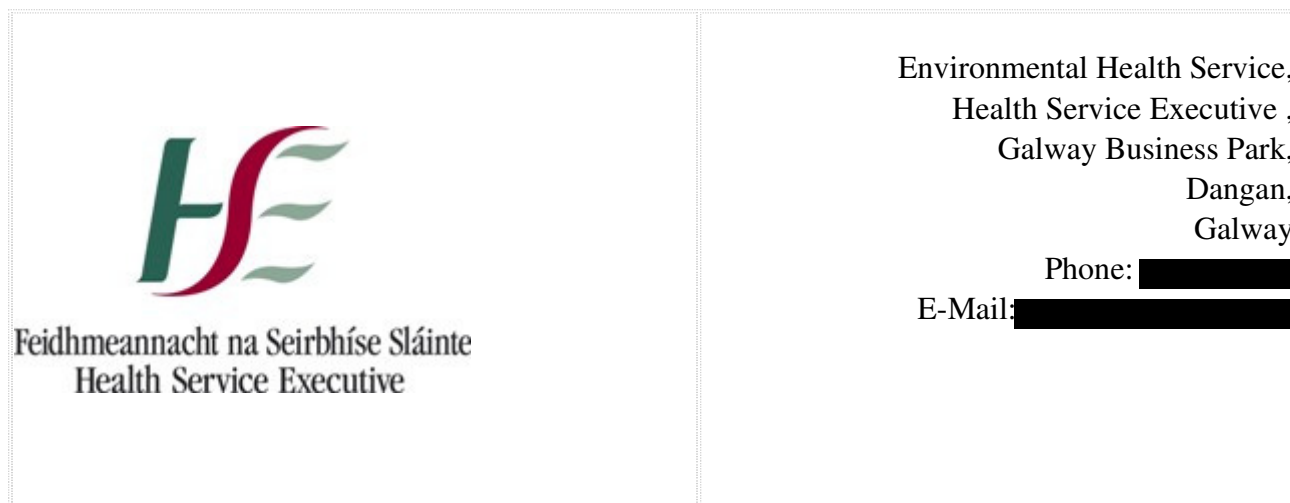 HSE
Feidhmeannacht na Seirbhíse Sláinte
Health Service Executive
Environmental Health Service,
Health Service Executive ,
Galway Business Park,
Dangan,
Galway
Phone:
E-Mail: